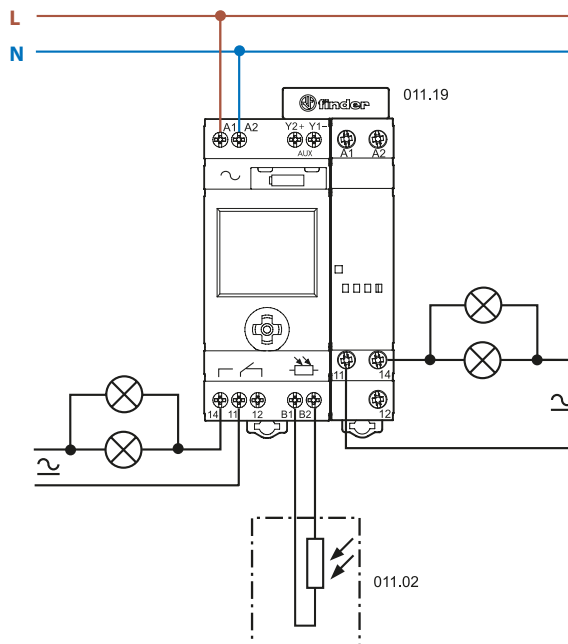 L
N
finder
011.19
A1 A2 Y2+ Y1−
AUX
A1 A2
11 14
12
14 11 12 B1 B2
011.02